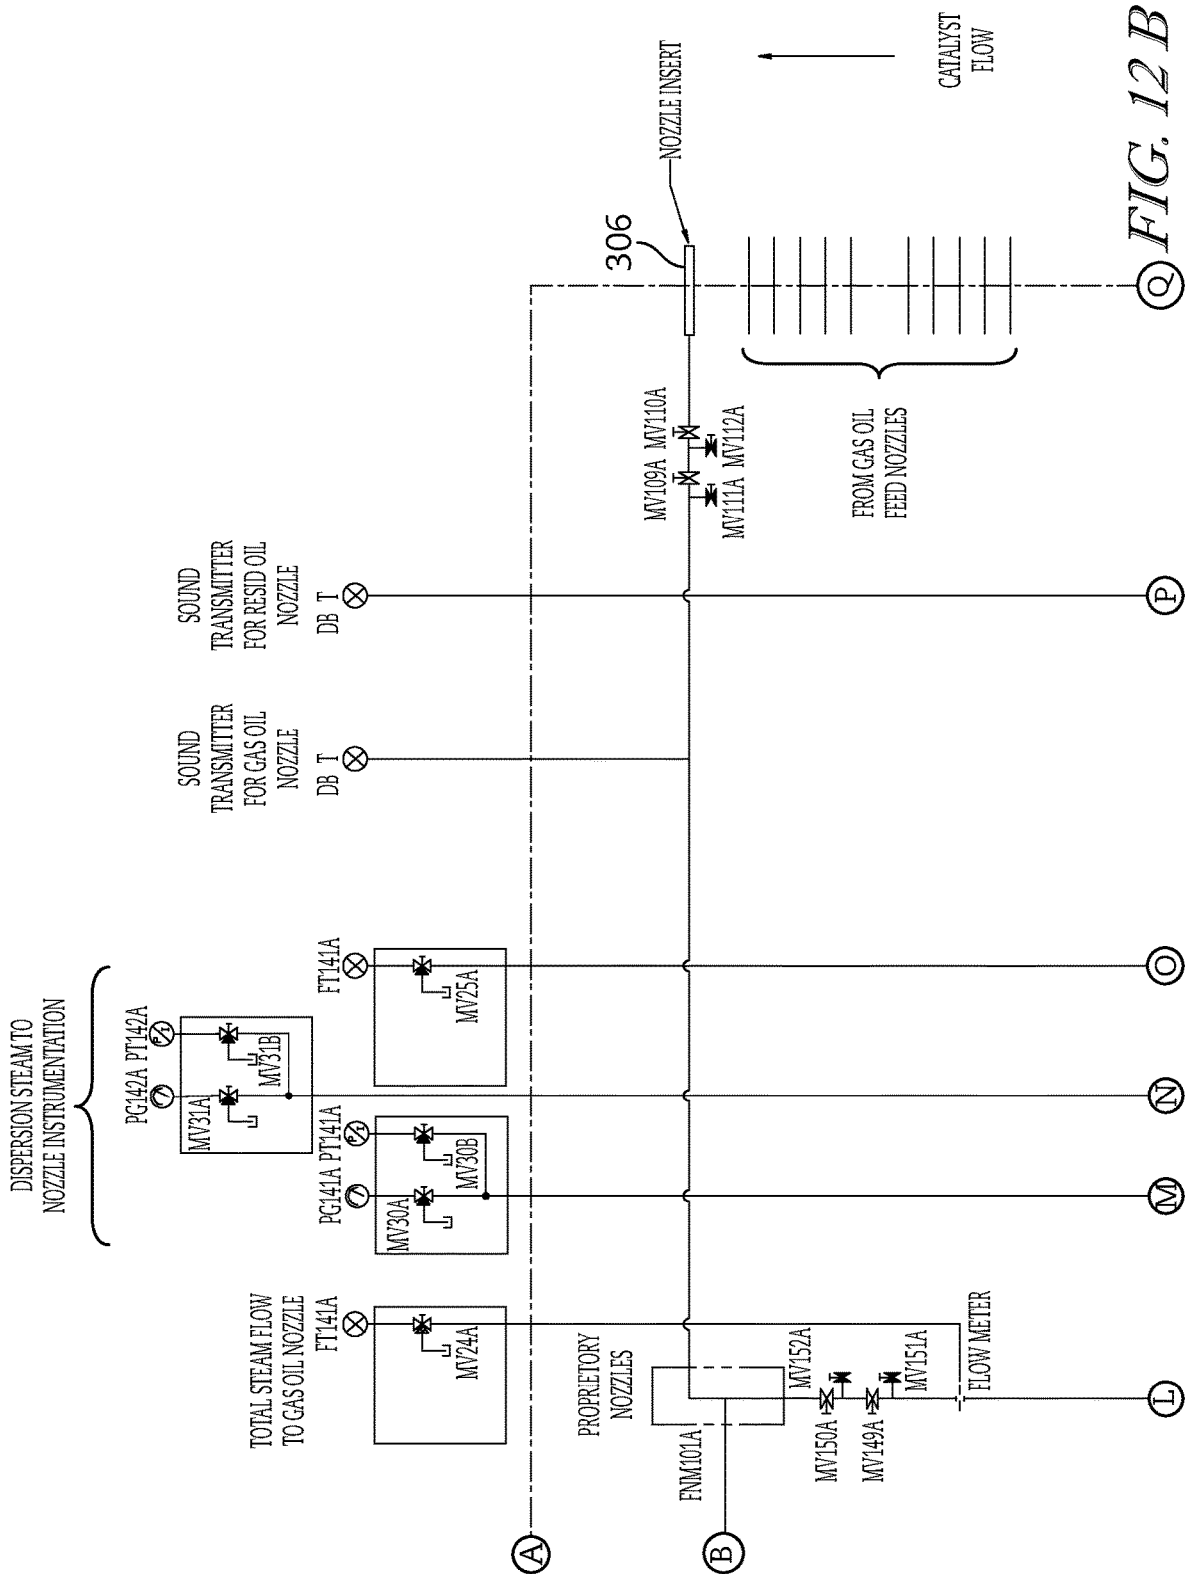 DISPERSION STEAM TO
NOZZLE INSTRUMENTATION
TOTAL STEAM FLOW
TO GAS OIL NOZZLE
FT141A
MV24A
PG141A
PT141A
MV30A
MV30B
PG142A
PT142A
MV31A
MV31B
FT141A
MV25A
SOUND
TRANSMITTER
FOR GAS OIL
NOZZLE
DB T
SOUND
TRANSMITTER
FOR RESID OIL
NOZZLE
DB T
A
B
PROPRIETORY
NOZZLES
FNM101A
MV152A
MV150A
MV151A
MV149A
FLOW METER
MV109A
MV110A
MV111A
MV112A
306
NOZZLE INSERT
FROM GAS OIL
FEED NOZZLES
CATALYST
FLOW
L
M
N
O
P
Q
FIG. 12 B